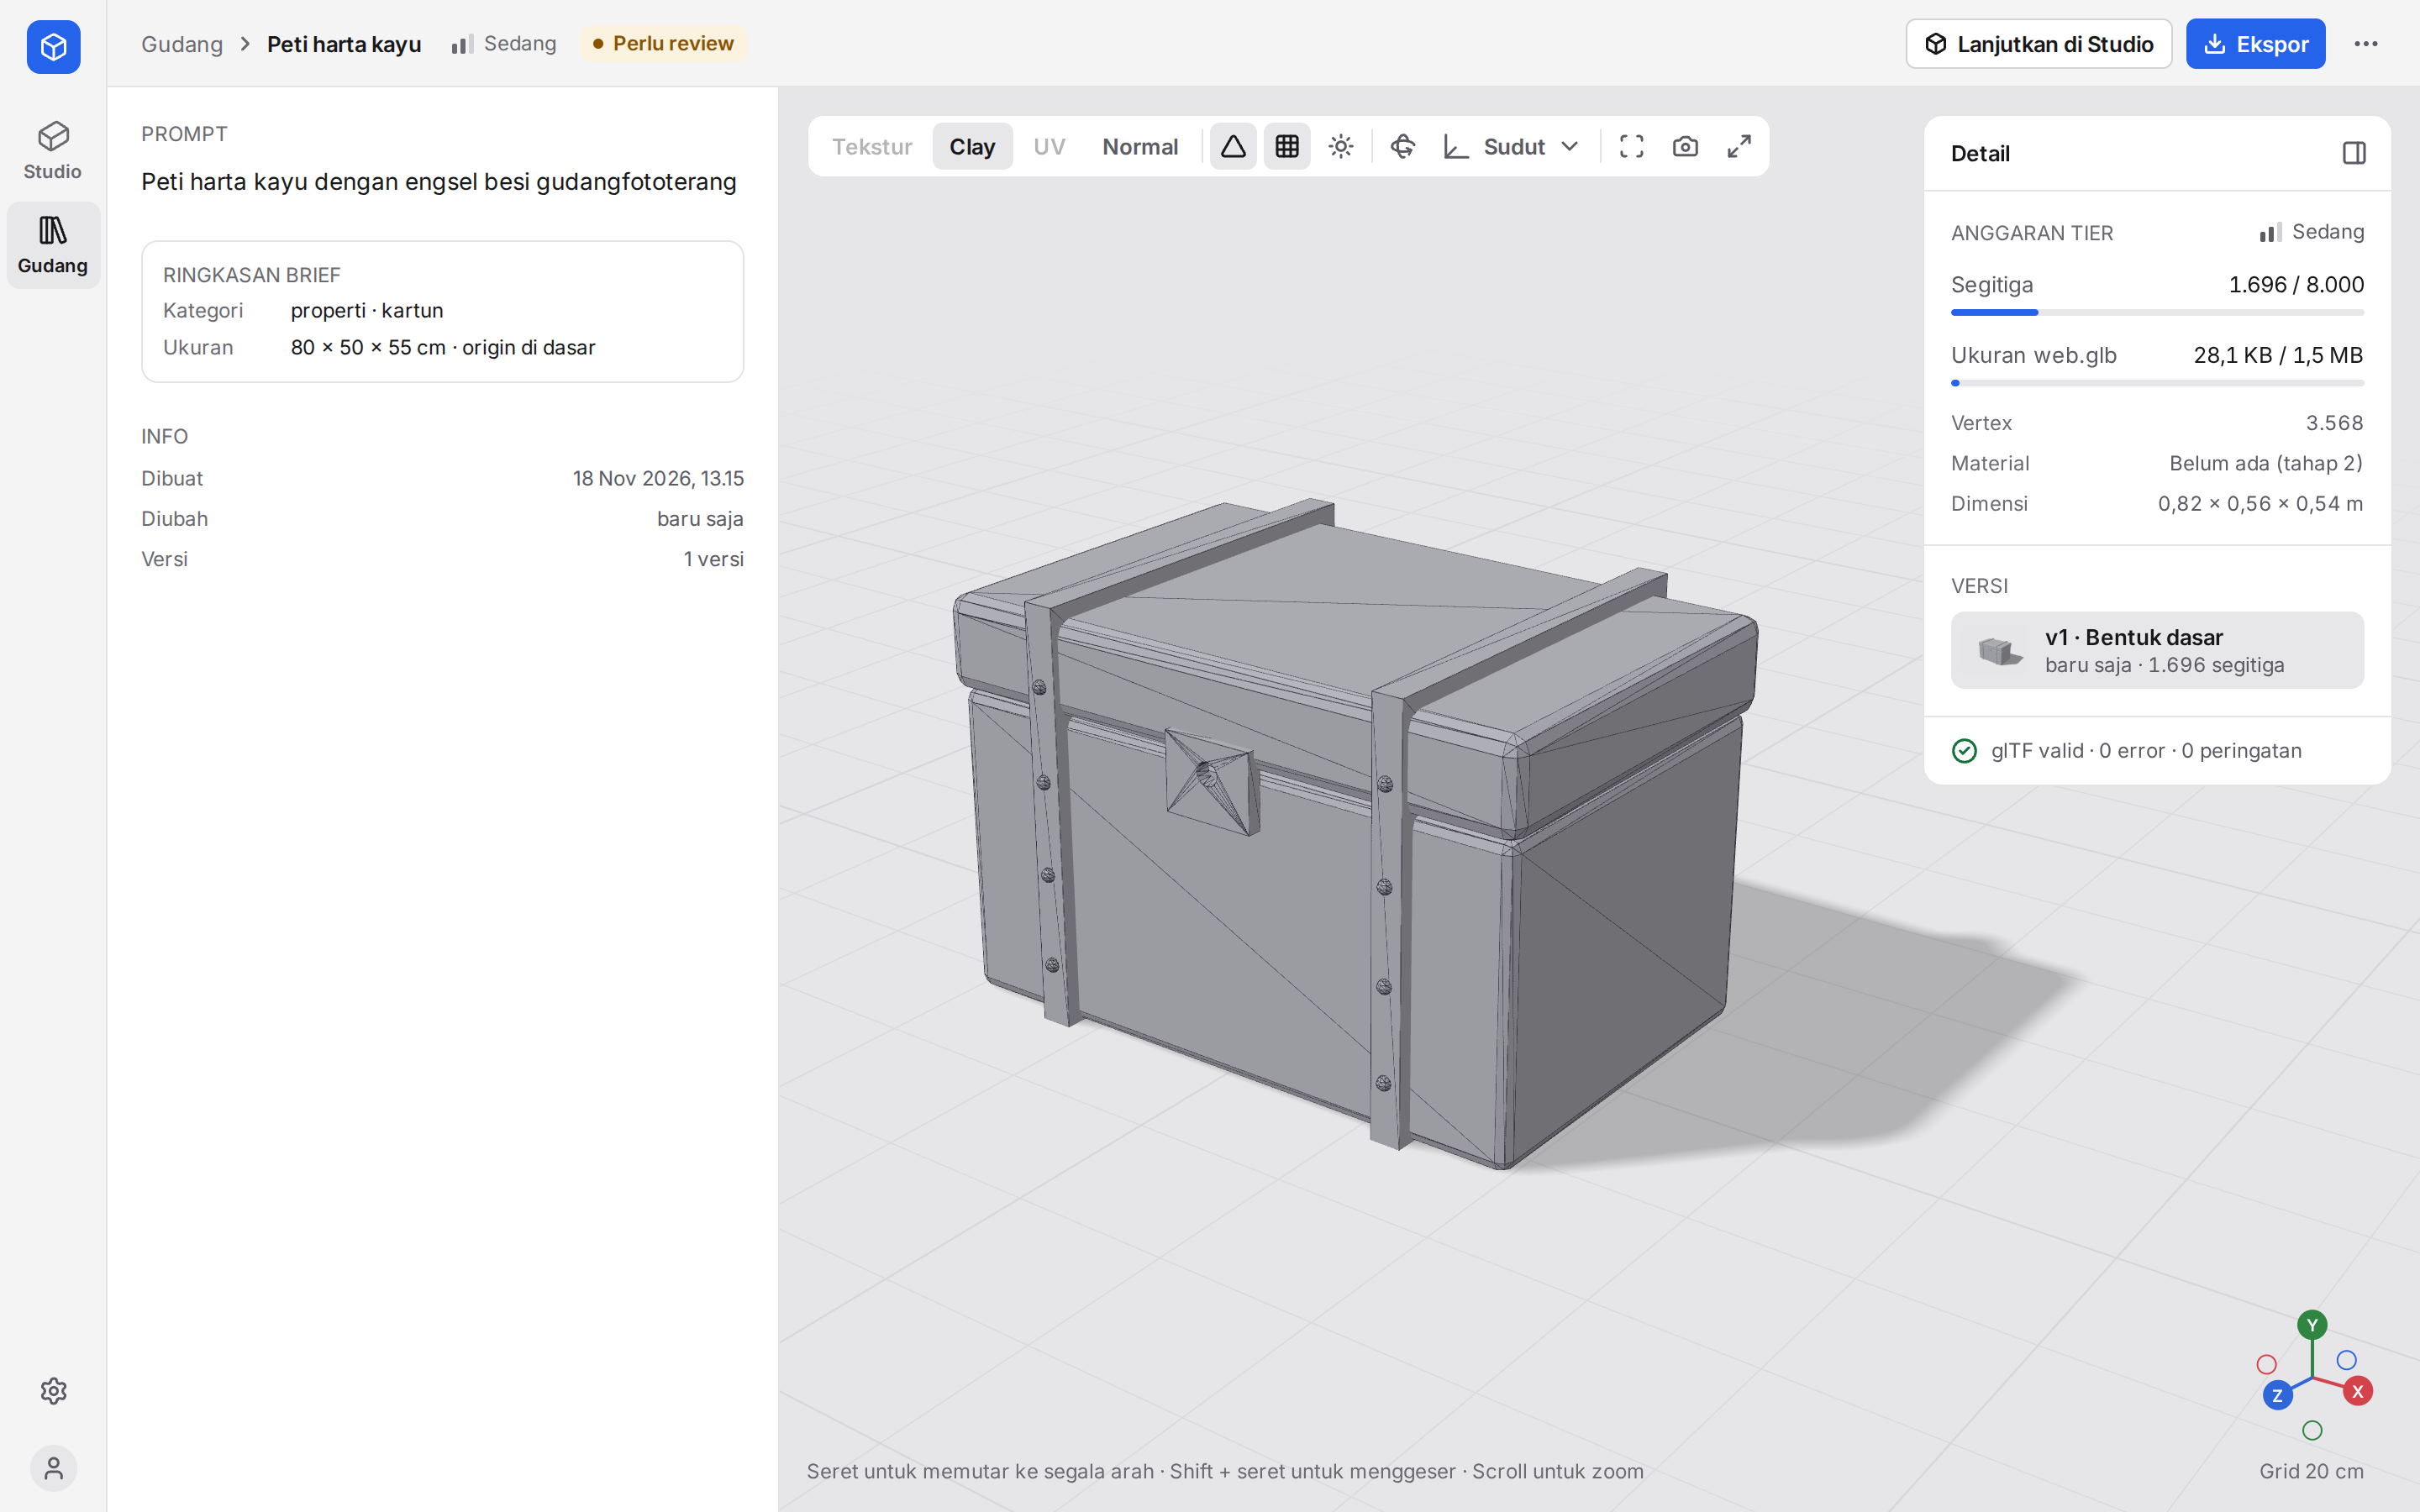 Gudang > Peti harta kayu Sedang Perlu review
Lanjutkan di Studio Ekspor
Studio
Gudang
PROMPT
Peti harta kayu dengan engsel besi gudangfototerang
RINGKASAN BRIEF
Kategori properti · kartun
Ukuran 80 × 50 × 55 cm · origin di dasar
INFO
Dibuat 18 Nov 2026, 13.15
Diubah baru saja
Versi 1 versi
Tekstur Clay UV Normal Sudut
Detail
ANGGARAN TIER Sedang
Segitiga 1.696 / 8.000
Ukuran web.glb 28,1 KB / 1,5 MB
Vertex 3.568
Material Belum ada (tahap 2)
Dimensi 0,82 × 0,56 × 0,54 m
VERSI
v1 · Bentuk dasar
baru saja · 1.696 segitiga
glTF valid · 0 error · 0 peringatan
Y
Z
X
Seret untuk memutar ke segala arah · Shift + seret untuk menggeser · Scroll untuk zoom
Grid 20 cm